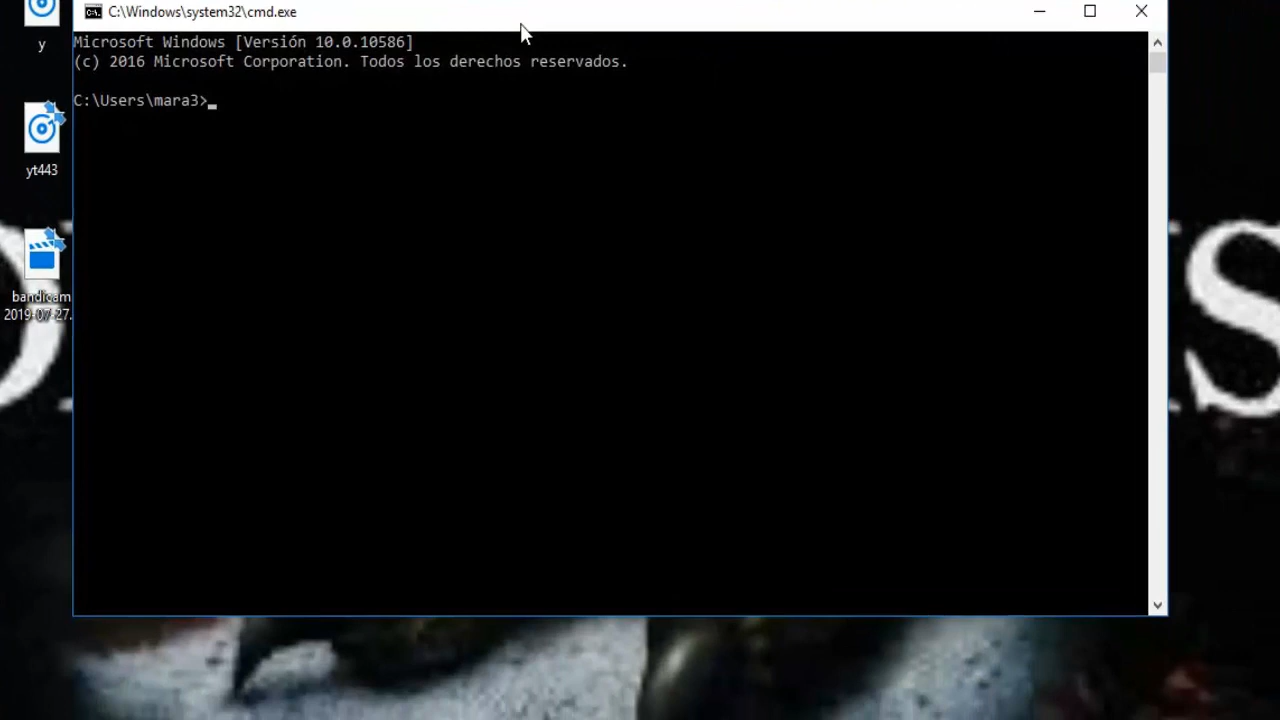 C:\Windows\system32\cmd.exe
Microsoft Windows [Versión 10.0.10586]
(c) 2016 Microsoft Corporation. Todos los derechos reservados.
C:\Users\mara3>
y
yt443
bandicam
2019-07-27.
S